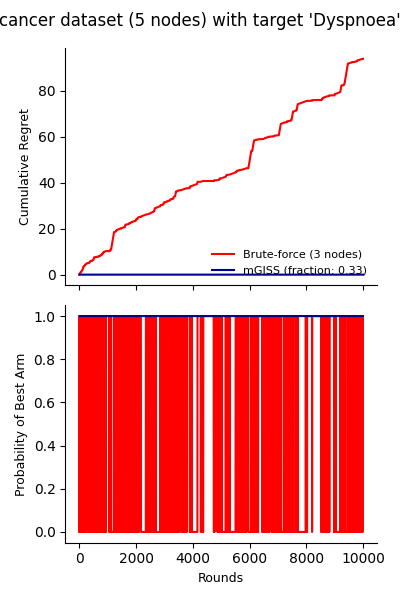 cancer dataset (5 nodes) with target 'Dyspnoea'
Cumulative Regret
80
60
40
20
0
Brute-force (3 nodes)
mGISS (fraction: 0.33)
Probability of Best Arm
1.0
0.8
0.6
0.4
0.2
0.0
0 2000 4000 6000 8000 10000
Rounds